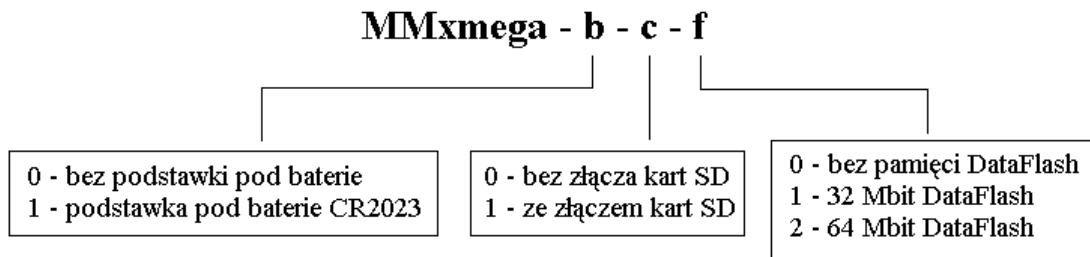 MMxmega - b - c - f
0 - bez podstawki pod baterie
1 - podstawka pod baterie CR2023
0 - bez złącza kart SD
1 - ze złączem kart SD
0 - bez pamięci DataFlash
1 - 32 Mbit DataFlash
2 - 64 Mbit DataFlash